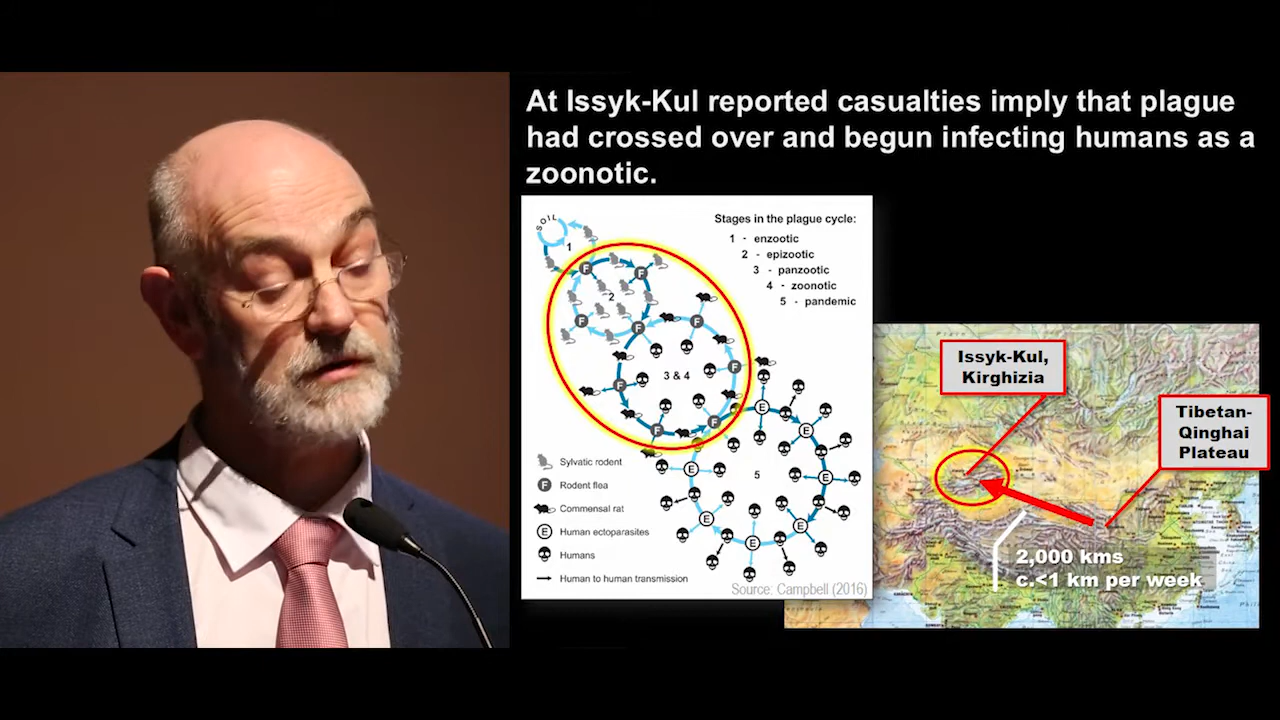 At Issyk-Kul reported casualties imply that plague
had crossed over and begun infecting humans as a
zoonotic.
SOIL
1
2
3 & 4
5
F
F
F
F
F
F
F
F
F
E
E
E
E
E
E
E
Stages in the plague cycle:
1 - enzootic
2 - epizootic
3 - panzootic
4 - zoonotic
5 - pandemic
Sylvatic rodent
F Rodent flea
Commensal rat
E Human ectoparasites
Humans
Human to human transmission
Source: Campbell (2016)
Issyk-Kul,
Kirghizia
Tibetan-
Qinghai
Plateau
2,000 kms
c.<1 km per week